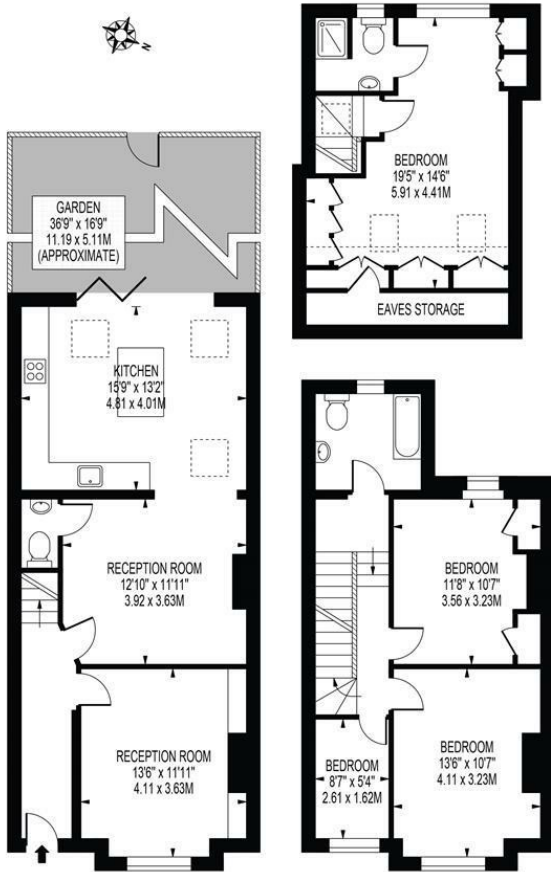 N
GARDEN
36'9" x 16'9"
11.19 x 5.11M
(APPROXIMATE)
KITCHEN
15'9" x 13'2"
4.81 x 4.01M
RECEPTION ROOM
12'10" x 11'11"
3.92 x 3.63M
RECEPTION ROOM
13'6" x 11'11"
4.11 x 3.63M
BEDROOM
19'5" x 14'6"
5.91 x 4.41M
EAVES STORAGE
BEDROOM
11'8" x 10'7"
3.56 x 3.23M
BEDROOM
8'7" x 5'4"
2.61 x 1.62M
BEDROOM
13'6" x 10'7"
4.11 x 3.23M